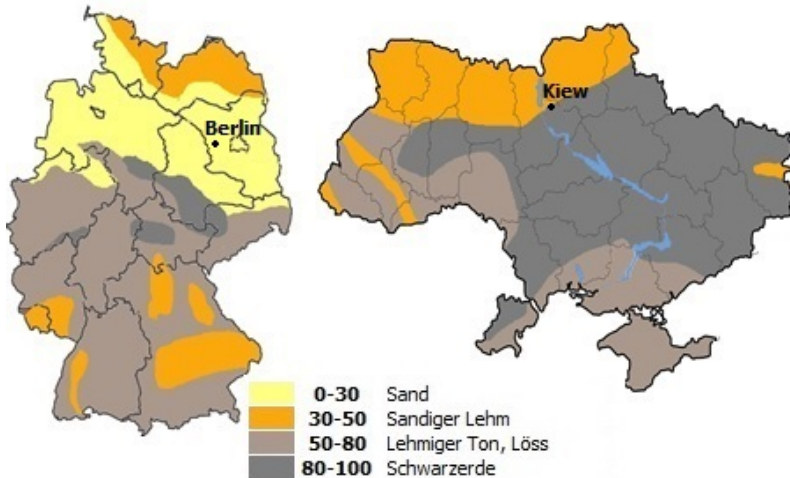 Berlin
Kiew
0-30 Sand
30-50 Sandiger Lehm
50-80 Lehmiger Ton, Löss
80-100 Schwarzerde